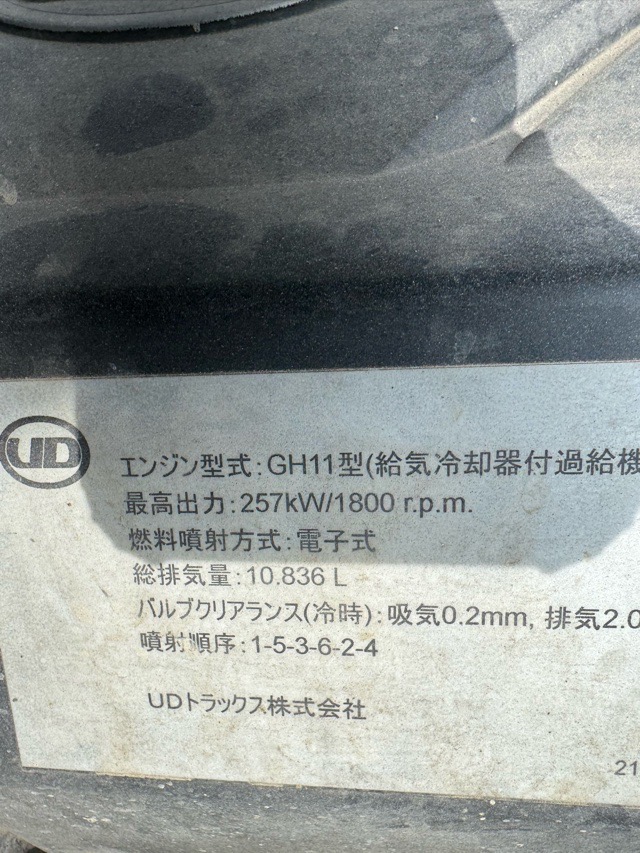 UD
エンジン型式:GH11型(給気冷却器付過給機
最高出力:257kW/1800 r.p.m.
燃料噴射方式:電子式
総排気量:10.836 L
バルブクリアランス(冷時):吸気0.2mm, 排気2.0
噴射順序:1-5-3-6-2-4
UDトラックス株式会社
21